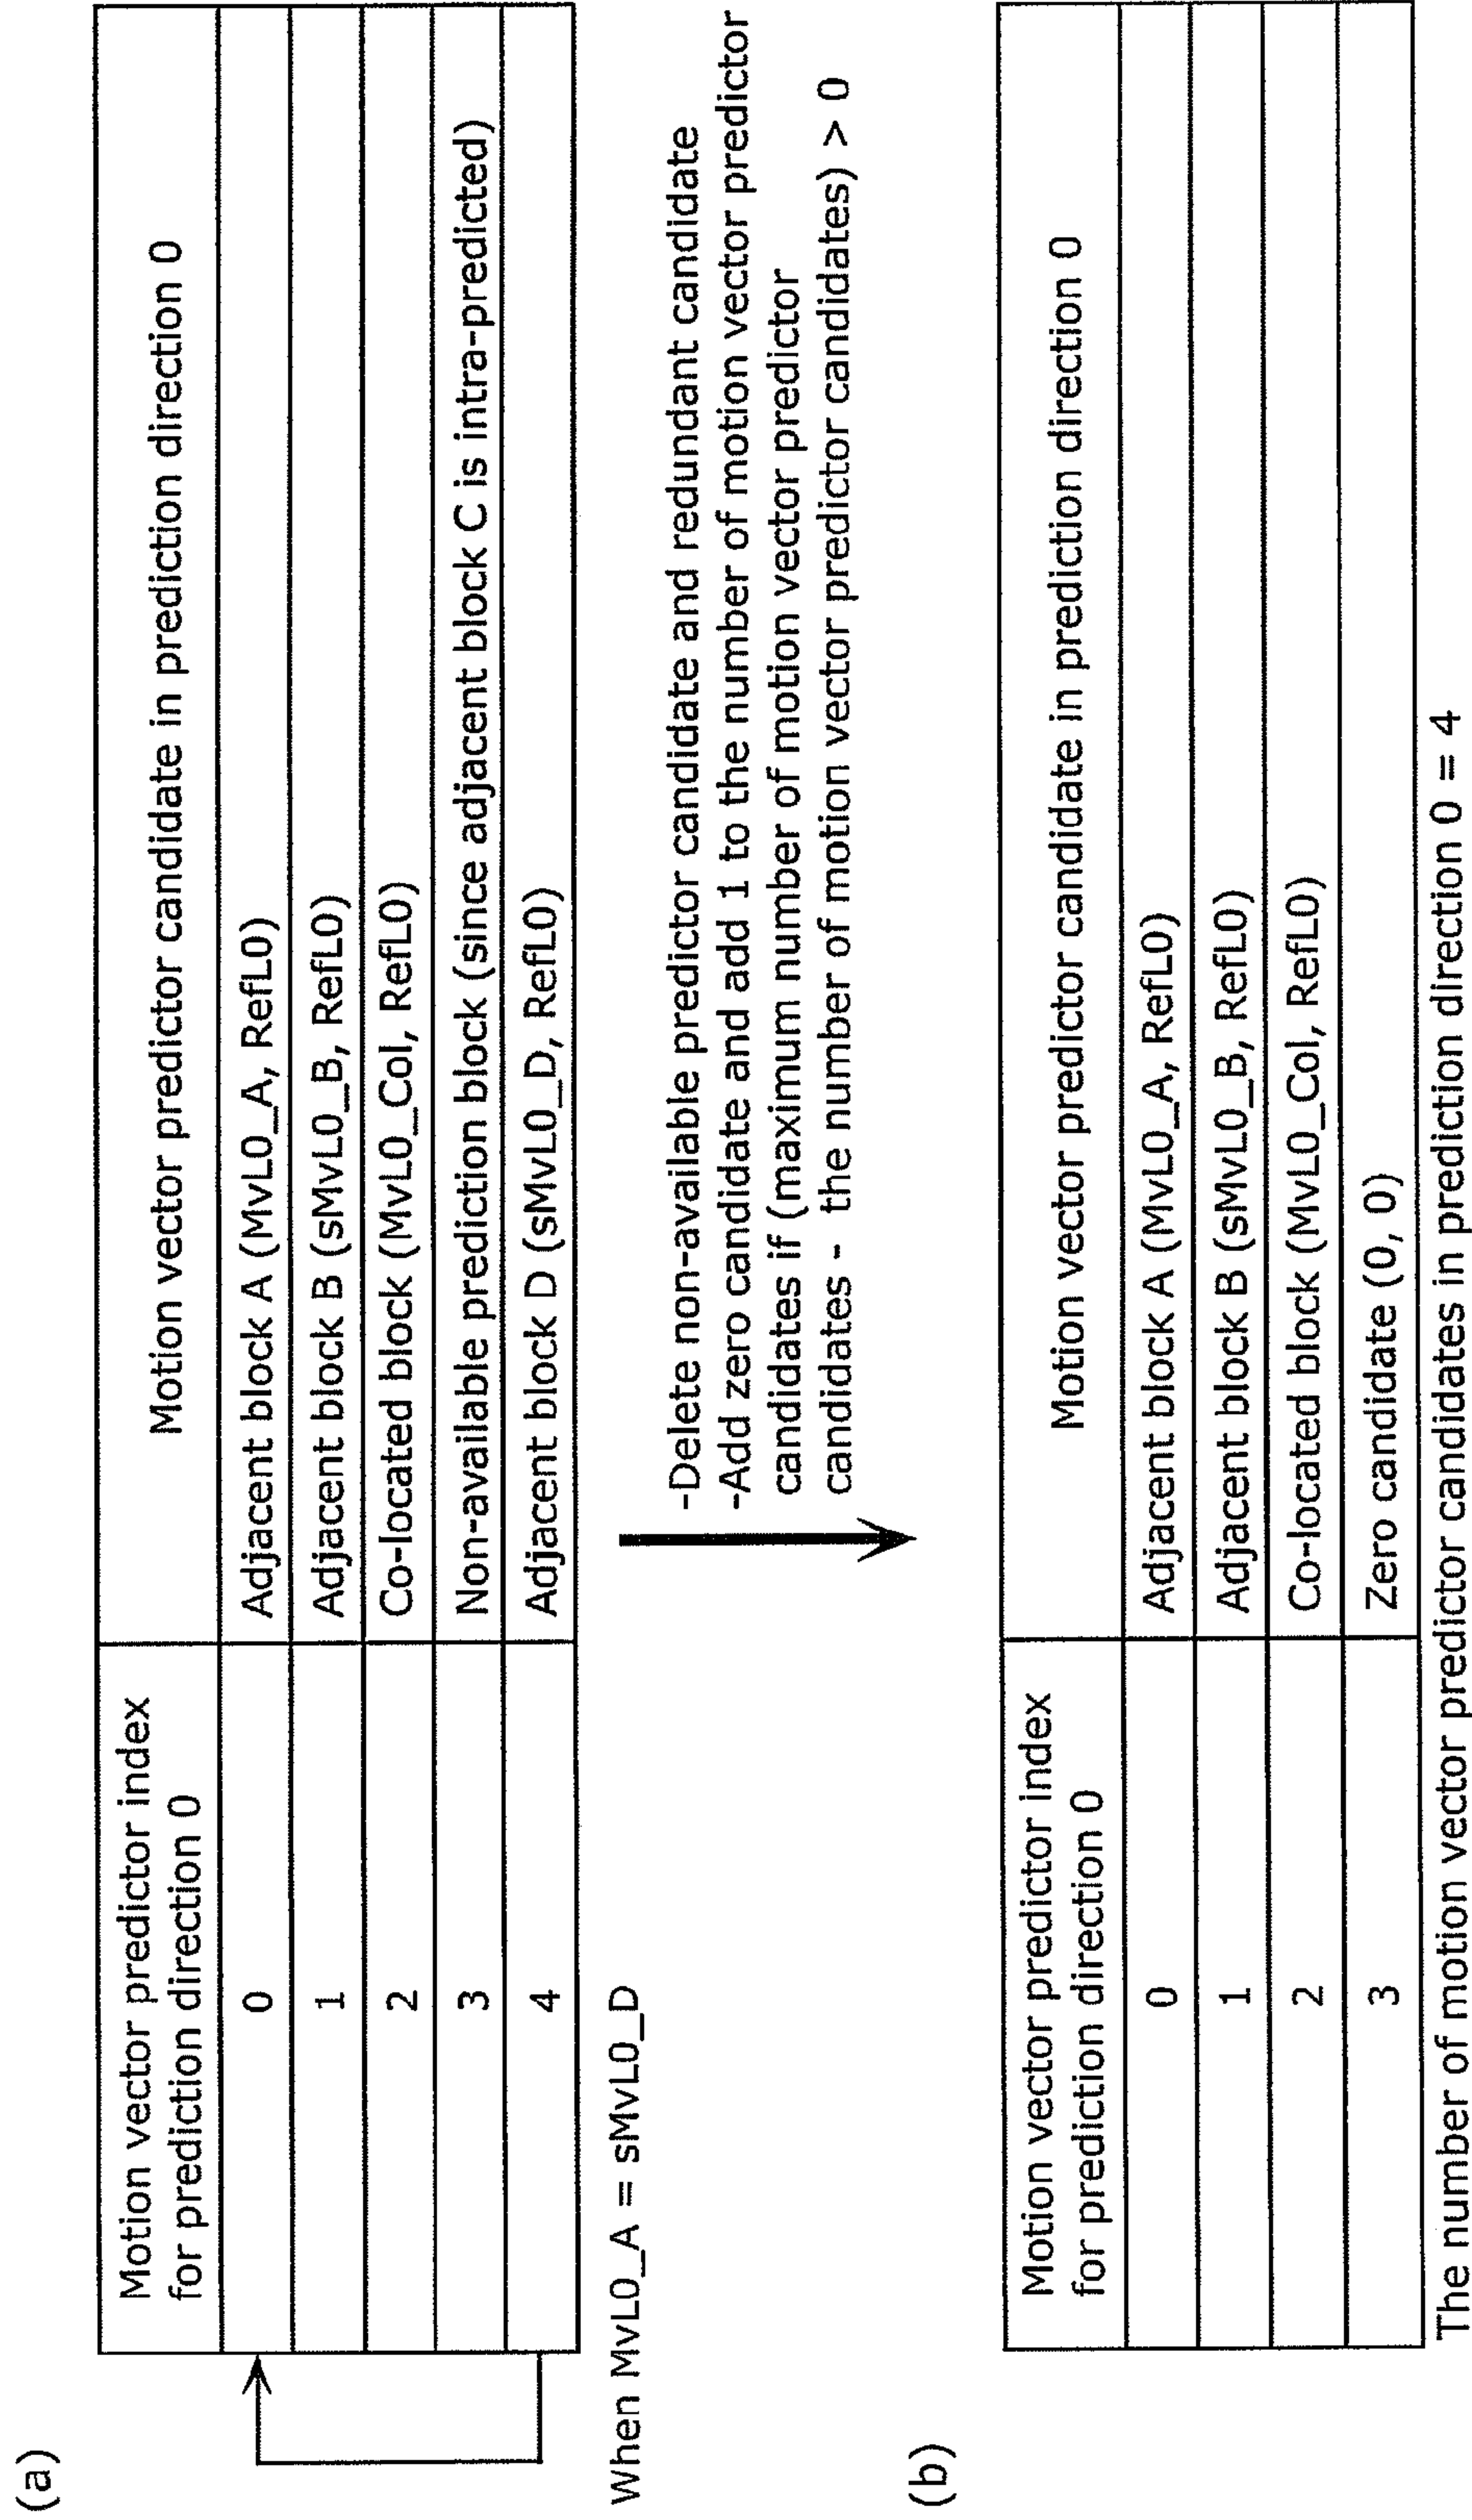 (a)
Motion vector predictor index
for prediction direction 0
Motion vector predictor candidate in prediction direction 0
0
Adjacent block A (MvL0_A, RefL0)
1
Adjacent block B (sMvL0_B, RefL0)
2
Co-located block (MvL0_Col, RefL0)
3
Non-available prediction block (since adjacent block C is intra-predicted)
4
Adjacent block D (sMvL0_D, RefL0)
When MvL0_A = sMvL0_D
-Delete non-available predictor candidate and redundant candidate
-Add zero candidate and add 1 to the number of motion vector predictor
candidates if (maximum number of motion vector predictor
candidates - the number of motion vector predictor candidates) > 0
(b)
Motion vector predictor index
for prediction direction 0
Motion vector predictor candidate in prediction direction 0
0
Adjacent block A (MvL0_A, RefL0)
1
Adjacent block B (sMvL0_B, RefL0)
2
Co-located block (MvL0_Col, RefL0)
3
Zero candidate (0, 0)
The number of motion vector predictor candidates in prediction direction 0 = 4